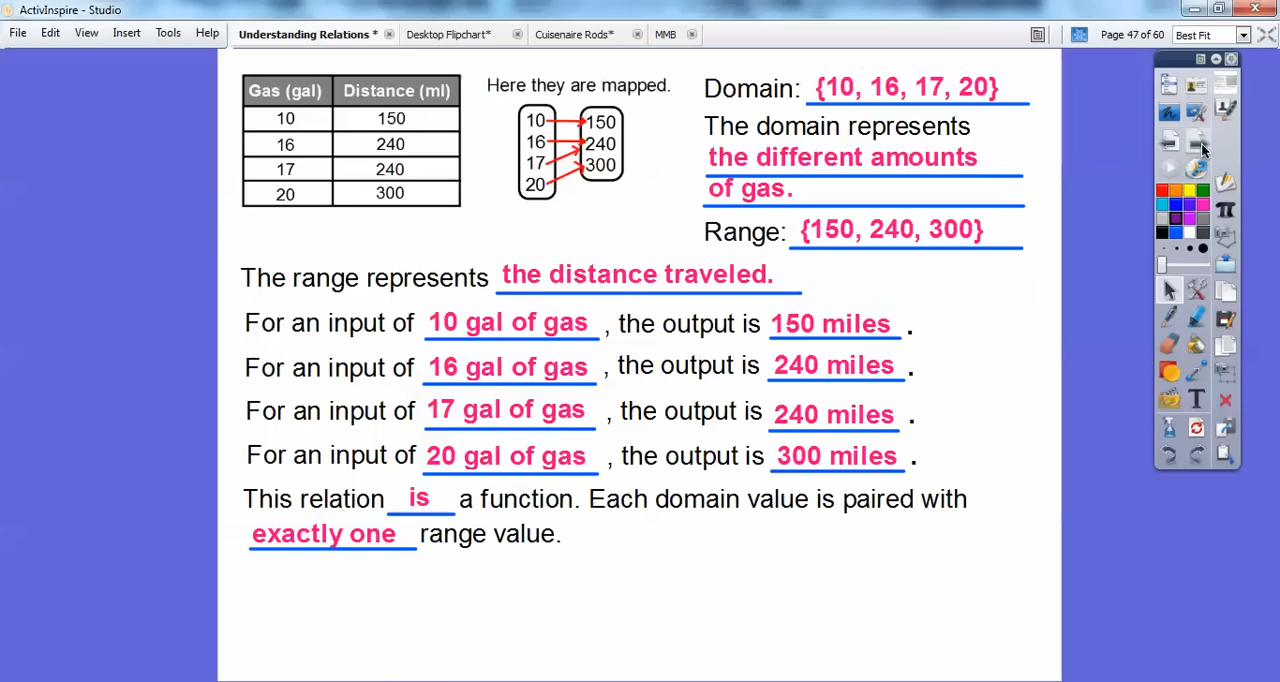 ActivInspire - Studio
File Edit View Insert Tools Help Understanding Relations * Desktop Flipchart* Cuisenaire Rods* MMB Page 47 of 60 Best Fit
Gas (gal) Distance (ml)
10 150
16 240
17 240
20 300
Here they are mapped.
10 150
16 240
17 300
20
Domain: {10, 16, 17, 20}
The domain represents
the different amounts
of gas.
Range: {150, 240, 300}
The range represents the distance traveled.
For an input of 10 gal of gas , the output is 150 miles .
For an input of 16 gal of gas , the output is 240 miles .
For an input of 17 gal of gas , the output is 240 miles .
For an input of 20 gal of gas , the output is 300 miles .
This relation is a function. Each domain value is paired with
exactly one range value.